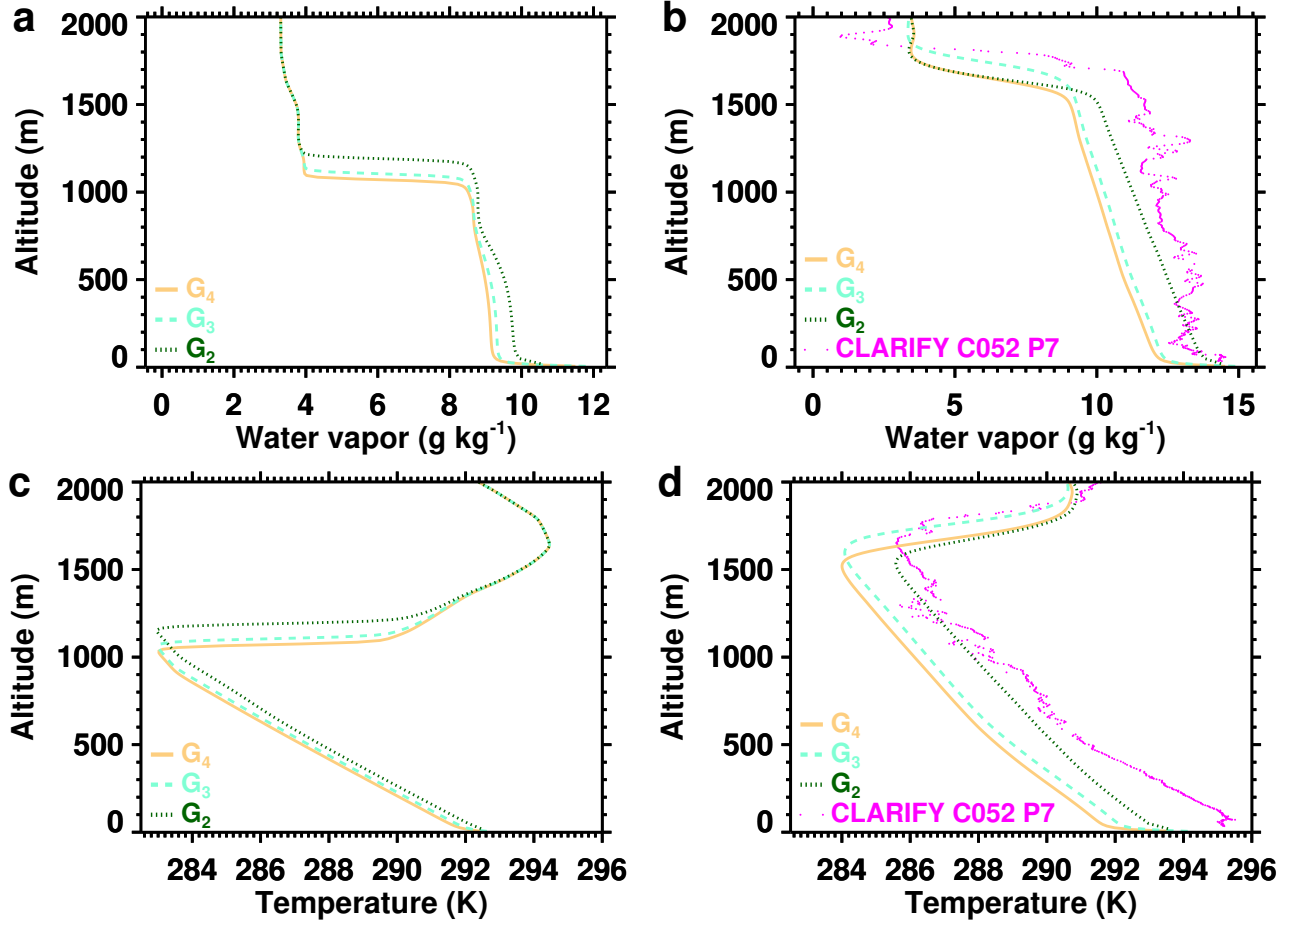 a
2000
1500
1000
500
0
Altitude (m)
G₄
G₃
G₂
0 2 4 6 8 10 12
Water vapor (g kg⁻¹)
b
2000
1500
1000
500
0
Altitude (m)
G₄
G₃
G₂
CLARIFY C052 P7
0 5 10 15
Water vapor (g kg⁻¹)
c
2000
1500
1000
500
0
Altitude (m)
G₄
G₃
G₂
284 286 288 290 292 294 296
Temperature (K)
d
2000
1500
1000
500
0
Altitude (m)
G₄
G₃
G₂
CLARIFY C052 P7
284 286 288 290 292 294 296
Temperature (K)